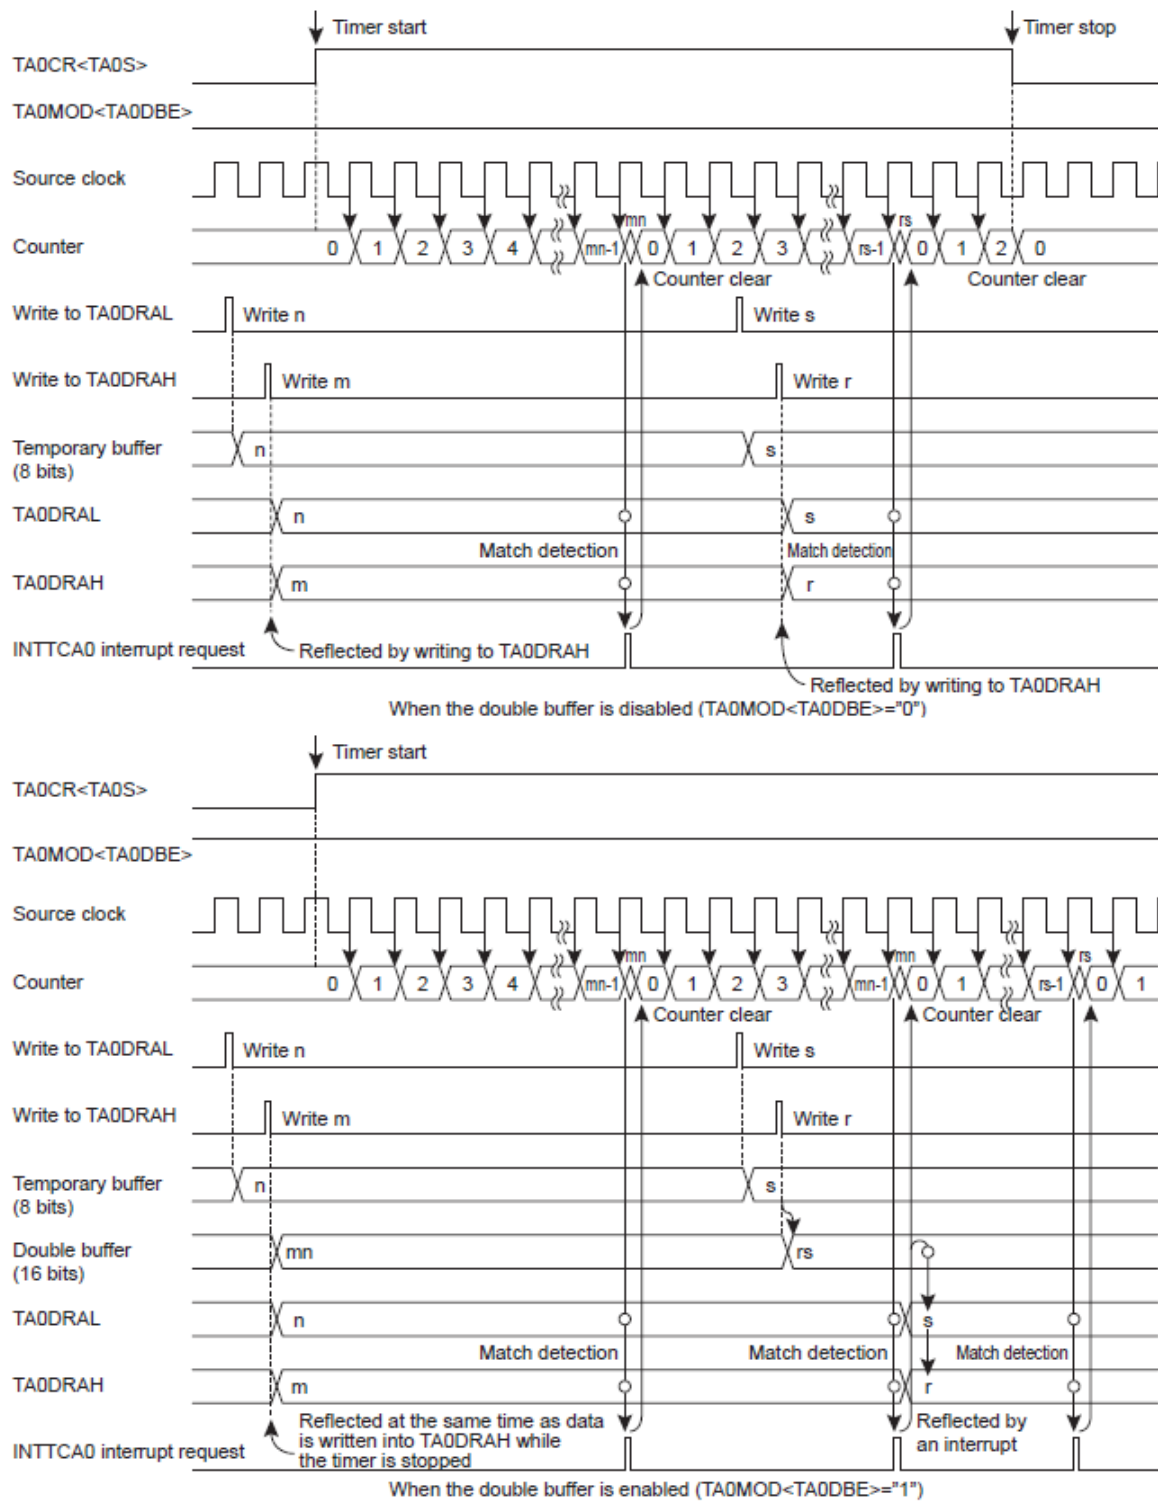 Timer start Timer stop
TA0CR<TA0S>
TA0MOD<TA0DBE>
Source clock
mn rs
Counter 0 1 2 3 4 mn-1 0 1 2 3 rs-1 0 1 2 0
Counter clear Counter clear
Write to TA0DRAL Write n Write s
Write to TA0DRAH Write m Write r
Temporary buffer n s
(8 bits)
TA0DRAL n s
Match detection Match detection
TA0DRAH m r
INTTCA0 interrupt request Reflected by writing to TA0DRAH
Reflected by writing to TA0DRAH
When the double buffer is disabled (TA0MOD<TA0DBE>="0")
Timer start
TA0CR<TA0S>
TA0MOD<TA0DBE>
Source clock
mn mn rs
Counter 0 1 2 3 4 mn-1 0 1 2 3 mn-1 0 1 rs-1 0 1
Counter clear Counter clear
Write to TA0DRAL Write n Write s
Write to TA0DRAH Write m Write r
Temporary buffer n s
(8 bits)
Double buffer mn rs
(16 bits)
TA0DRAL n s
Match detection Match detection Match detection
TA0DRAH m r
Reflected at the same time as data Reflected by
is written into TA0DRAH while an interrupt
INTTCA0 interrupt request the timer is stopped
When the double buffer is enabled (TA0MOD<TA0DBE>="1")